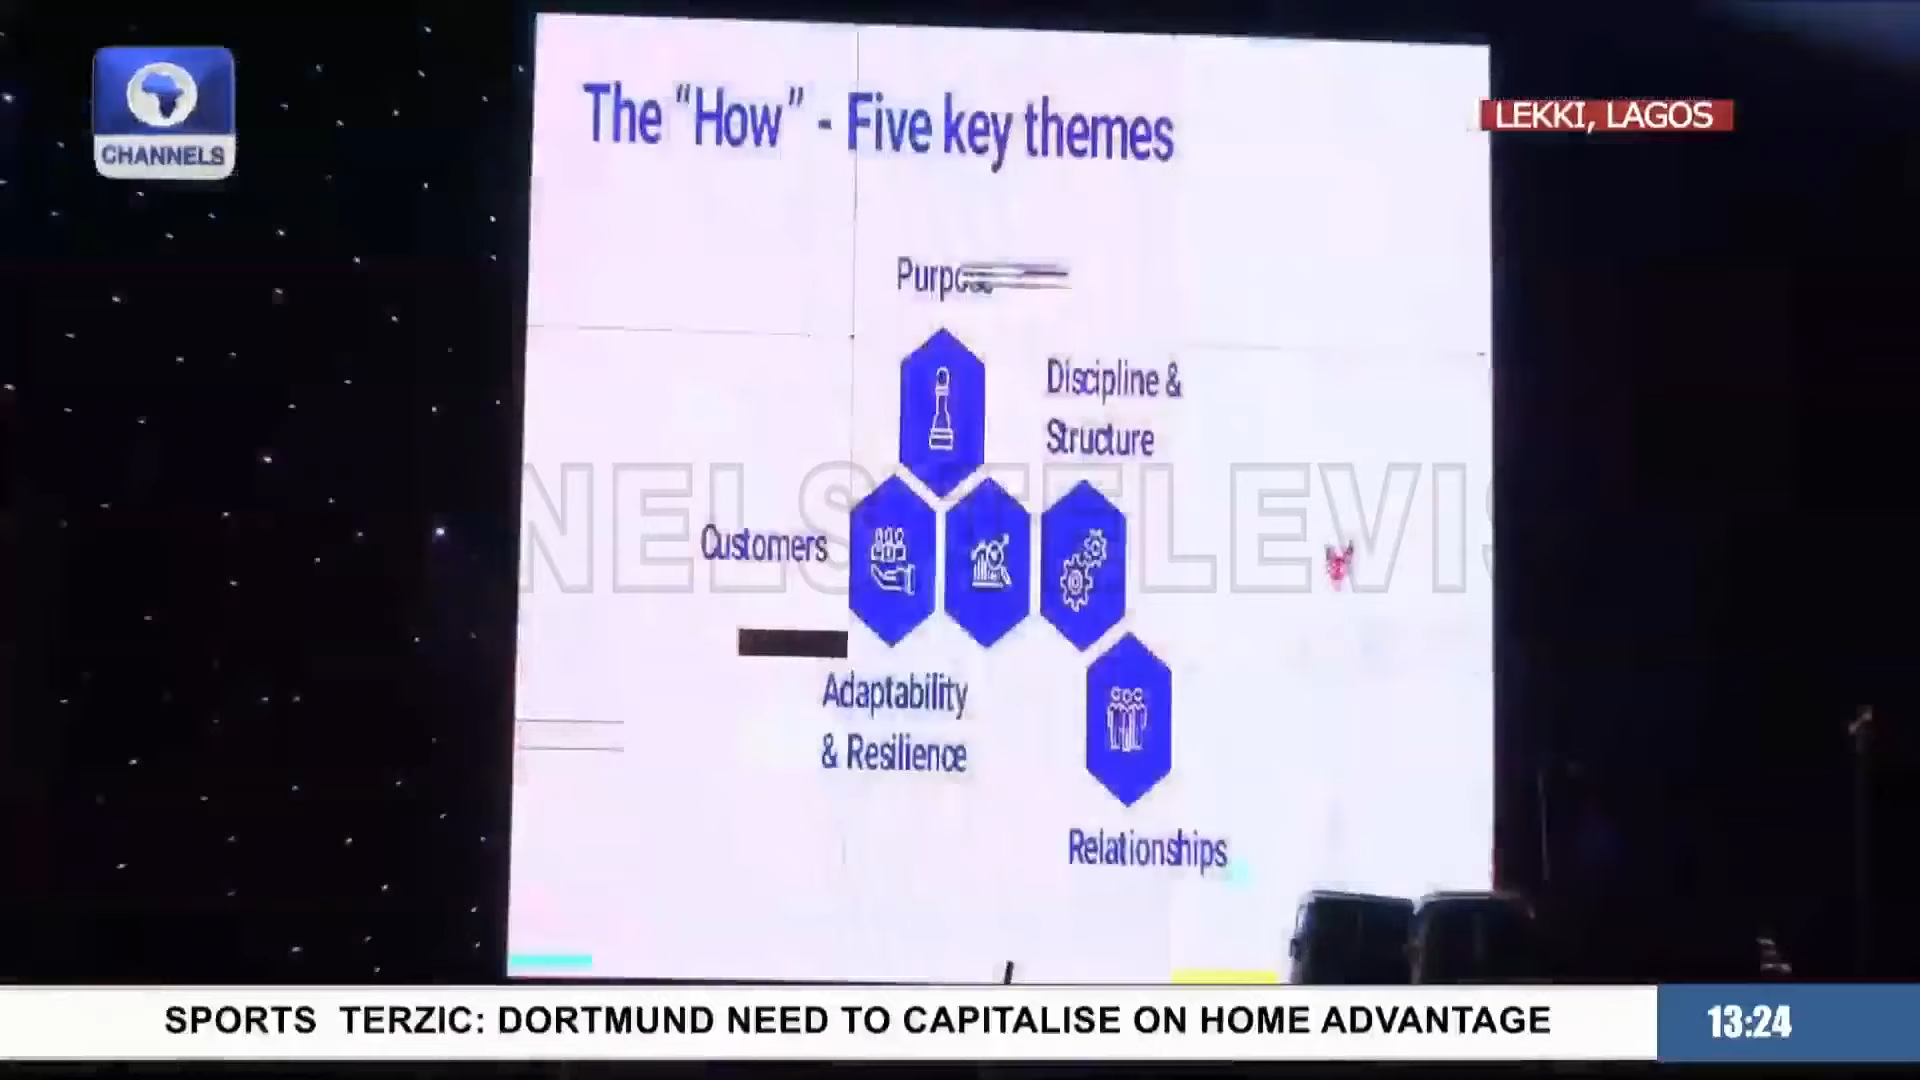 CHANNELS
LEKKI, LAGOS
The “How” - Five key themes
Discipline &
Structure
Customers
Adaptability
& Resilience
Relationships
SPORTS TERZIC: DORTMUND NEED TO CAPITALISE ON HOME ADVANTAGE
13:24